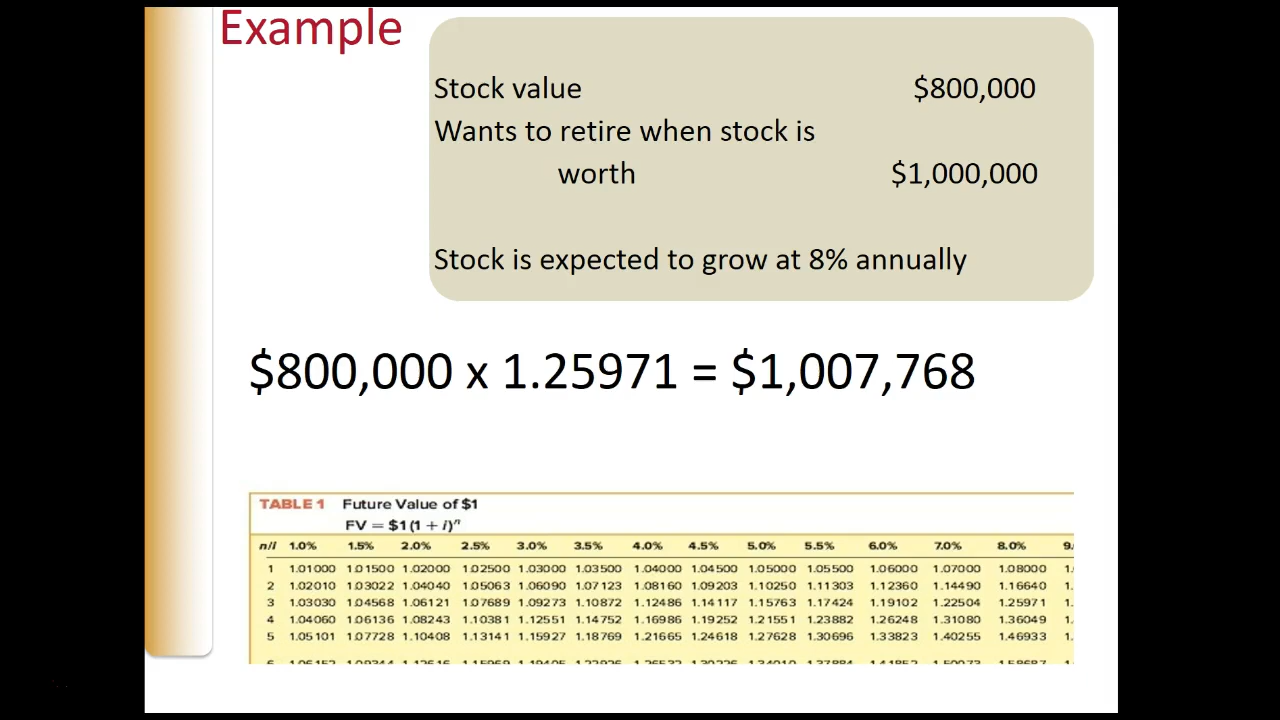 Example
Stock value $800,000
Wants to retire when stock is
worth $1,000,000
Stock is expected to grow at 8% annually
$800,000 x 1.25971 = $1,007,768
TABLE 1 Future Value of $1
FV = $1(1 + i)ⁿ
n/i 1.0% 1.5% 2.0% 2.5% 3.0% 3.5% 4.0% 4.5% 5.0% 5.5% 6.0% 7.0% 8.0% 9.
1 1.01000 1.01500 1.02000 1.02500 1.03000 1.03500 1.04000 1.04500 1.05000 1.05500 1.06000 1.07000 1.08000 1.
2 1.02010 1.03022 1.04040 1.05063 1.06090 1.07123 1.08160 1.09203 1.10250 1.11303 1.12360 1.14490 1.16640 1.
3 1.03030 1.04568 1.06121 1.07689 1.09273 1.10872 1.12486 1.14117 1.15763 1.17424 1.19102 1.22504 1.25971 1.
4 1.04060 1.06136 1.08243 1.10381 1.12551 1.14752 1.16986 1.19252 1.21551 1.23882 1.26248 1.31080 1.36049 1.
5 1.05101 1.07728 1.10408 1.13141 1.15927 1.18769 1.21665 1.24618 1.27628 1.30696 1.33823 1.40255 1.46933 1.